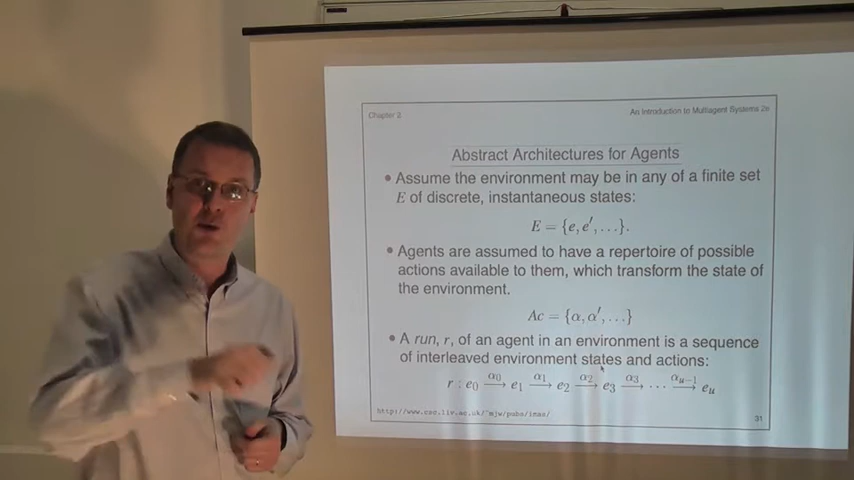 Chapter 2
An Introduction to Multiagent Systems 2e
Abstract Architectures for Agents
• Assume the environment may be in any of a finite set
E of discrete, instantaneous states:
E = {e, e′, …}.
• Agents are assumed to have a repertoire of possible
actions available to them, which transform the state of
the environment.
Ac = {α, α′, …}
• A run, r, of an agent in an environment is a sequence
of interleaved environment states and actions:
r : e₀ —α₀→ e₁ —α₁→ e₂ —α₂→ e₃ —α₃→ ⋯ —αᵤ₋₁→ eᵤ
http://www.csc.liv.ac.uk/~mjw/pubs/imas/
31